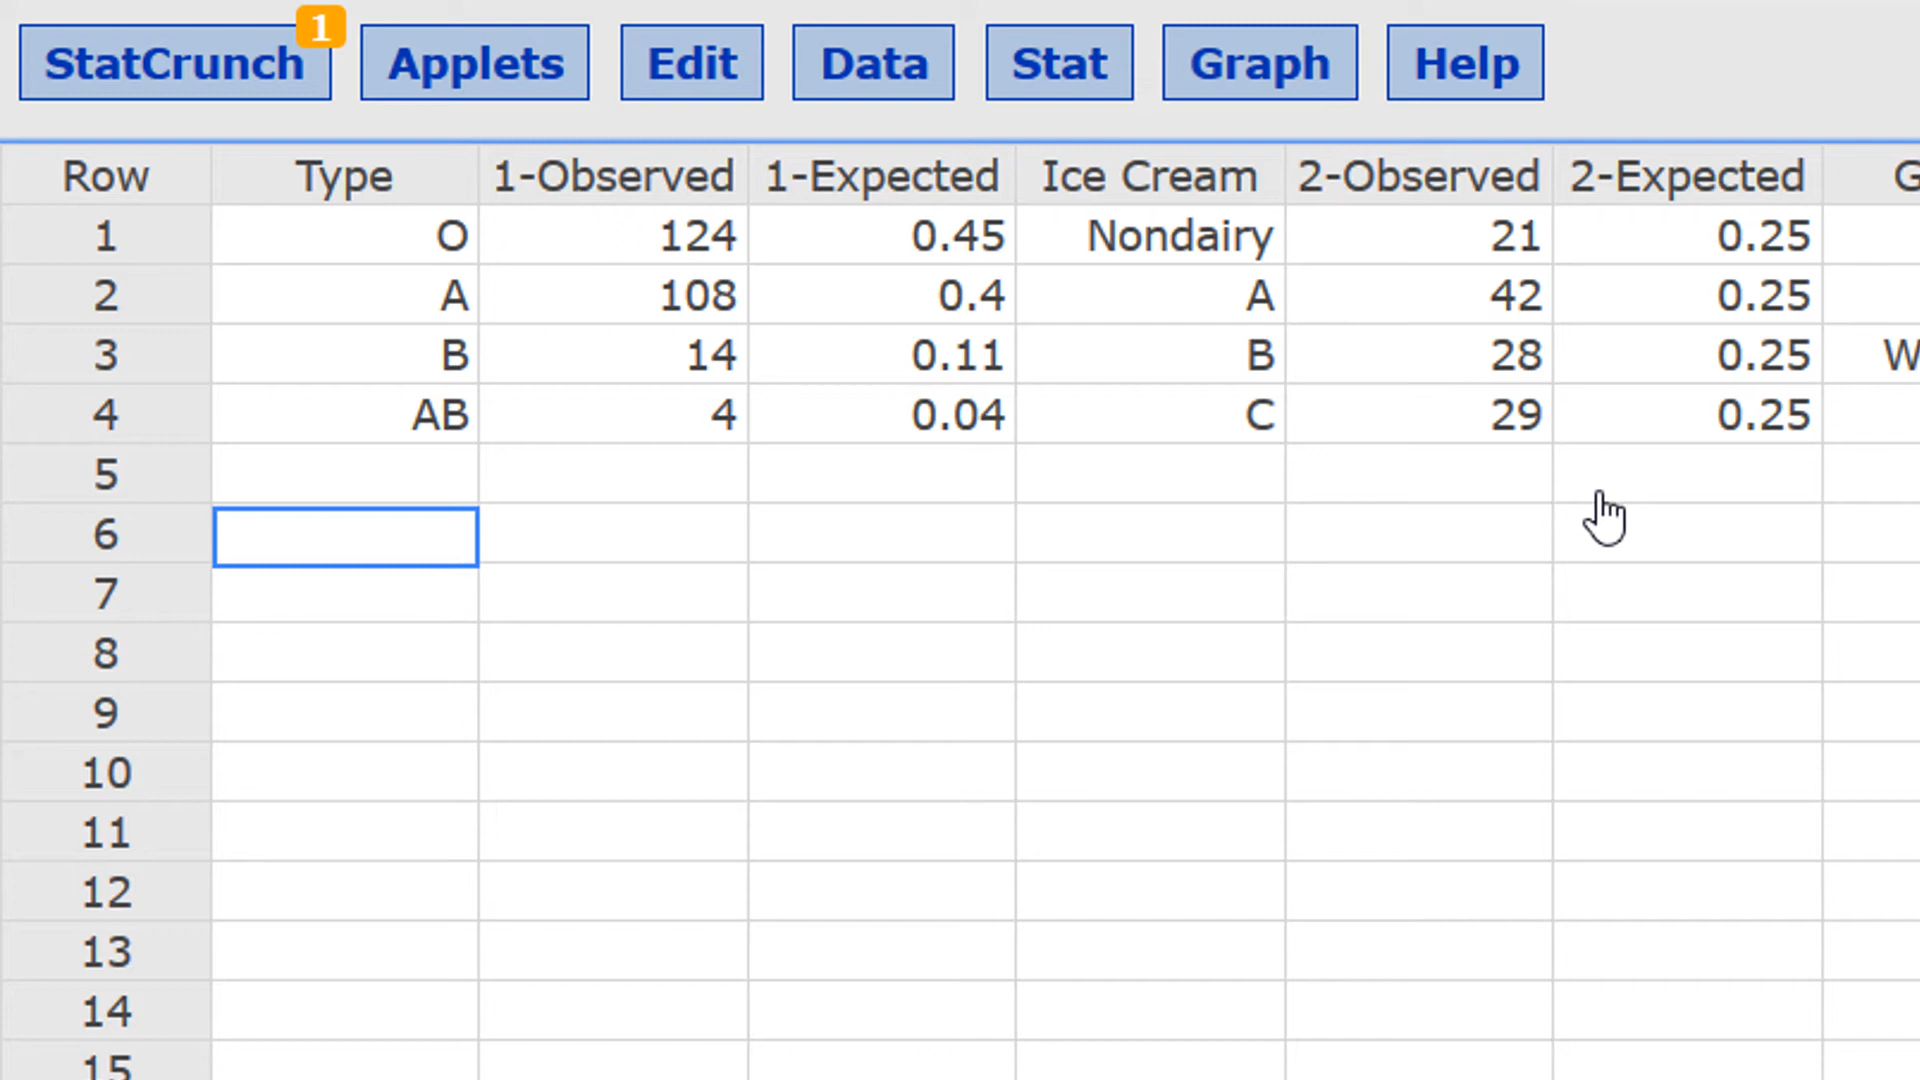 StatCrunch 1 Applets Edit Data Stat Graph Help
Row Type 1-Observed 1-Expected Ice Cream 2-Observed 2-Expected G
1 O 124 0.45 Nondairy 21 0.25
2 A 108 0.4 A 42 0.25
3 B 14 0.11 B 28 0.25 W
4 AB 4 0.04 C 29 0.25
5
6
7
8
9
10
11
12
13
14
15